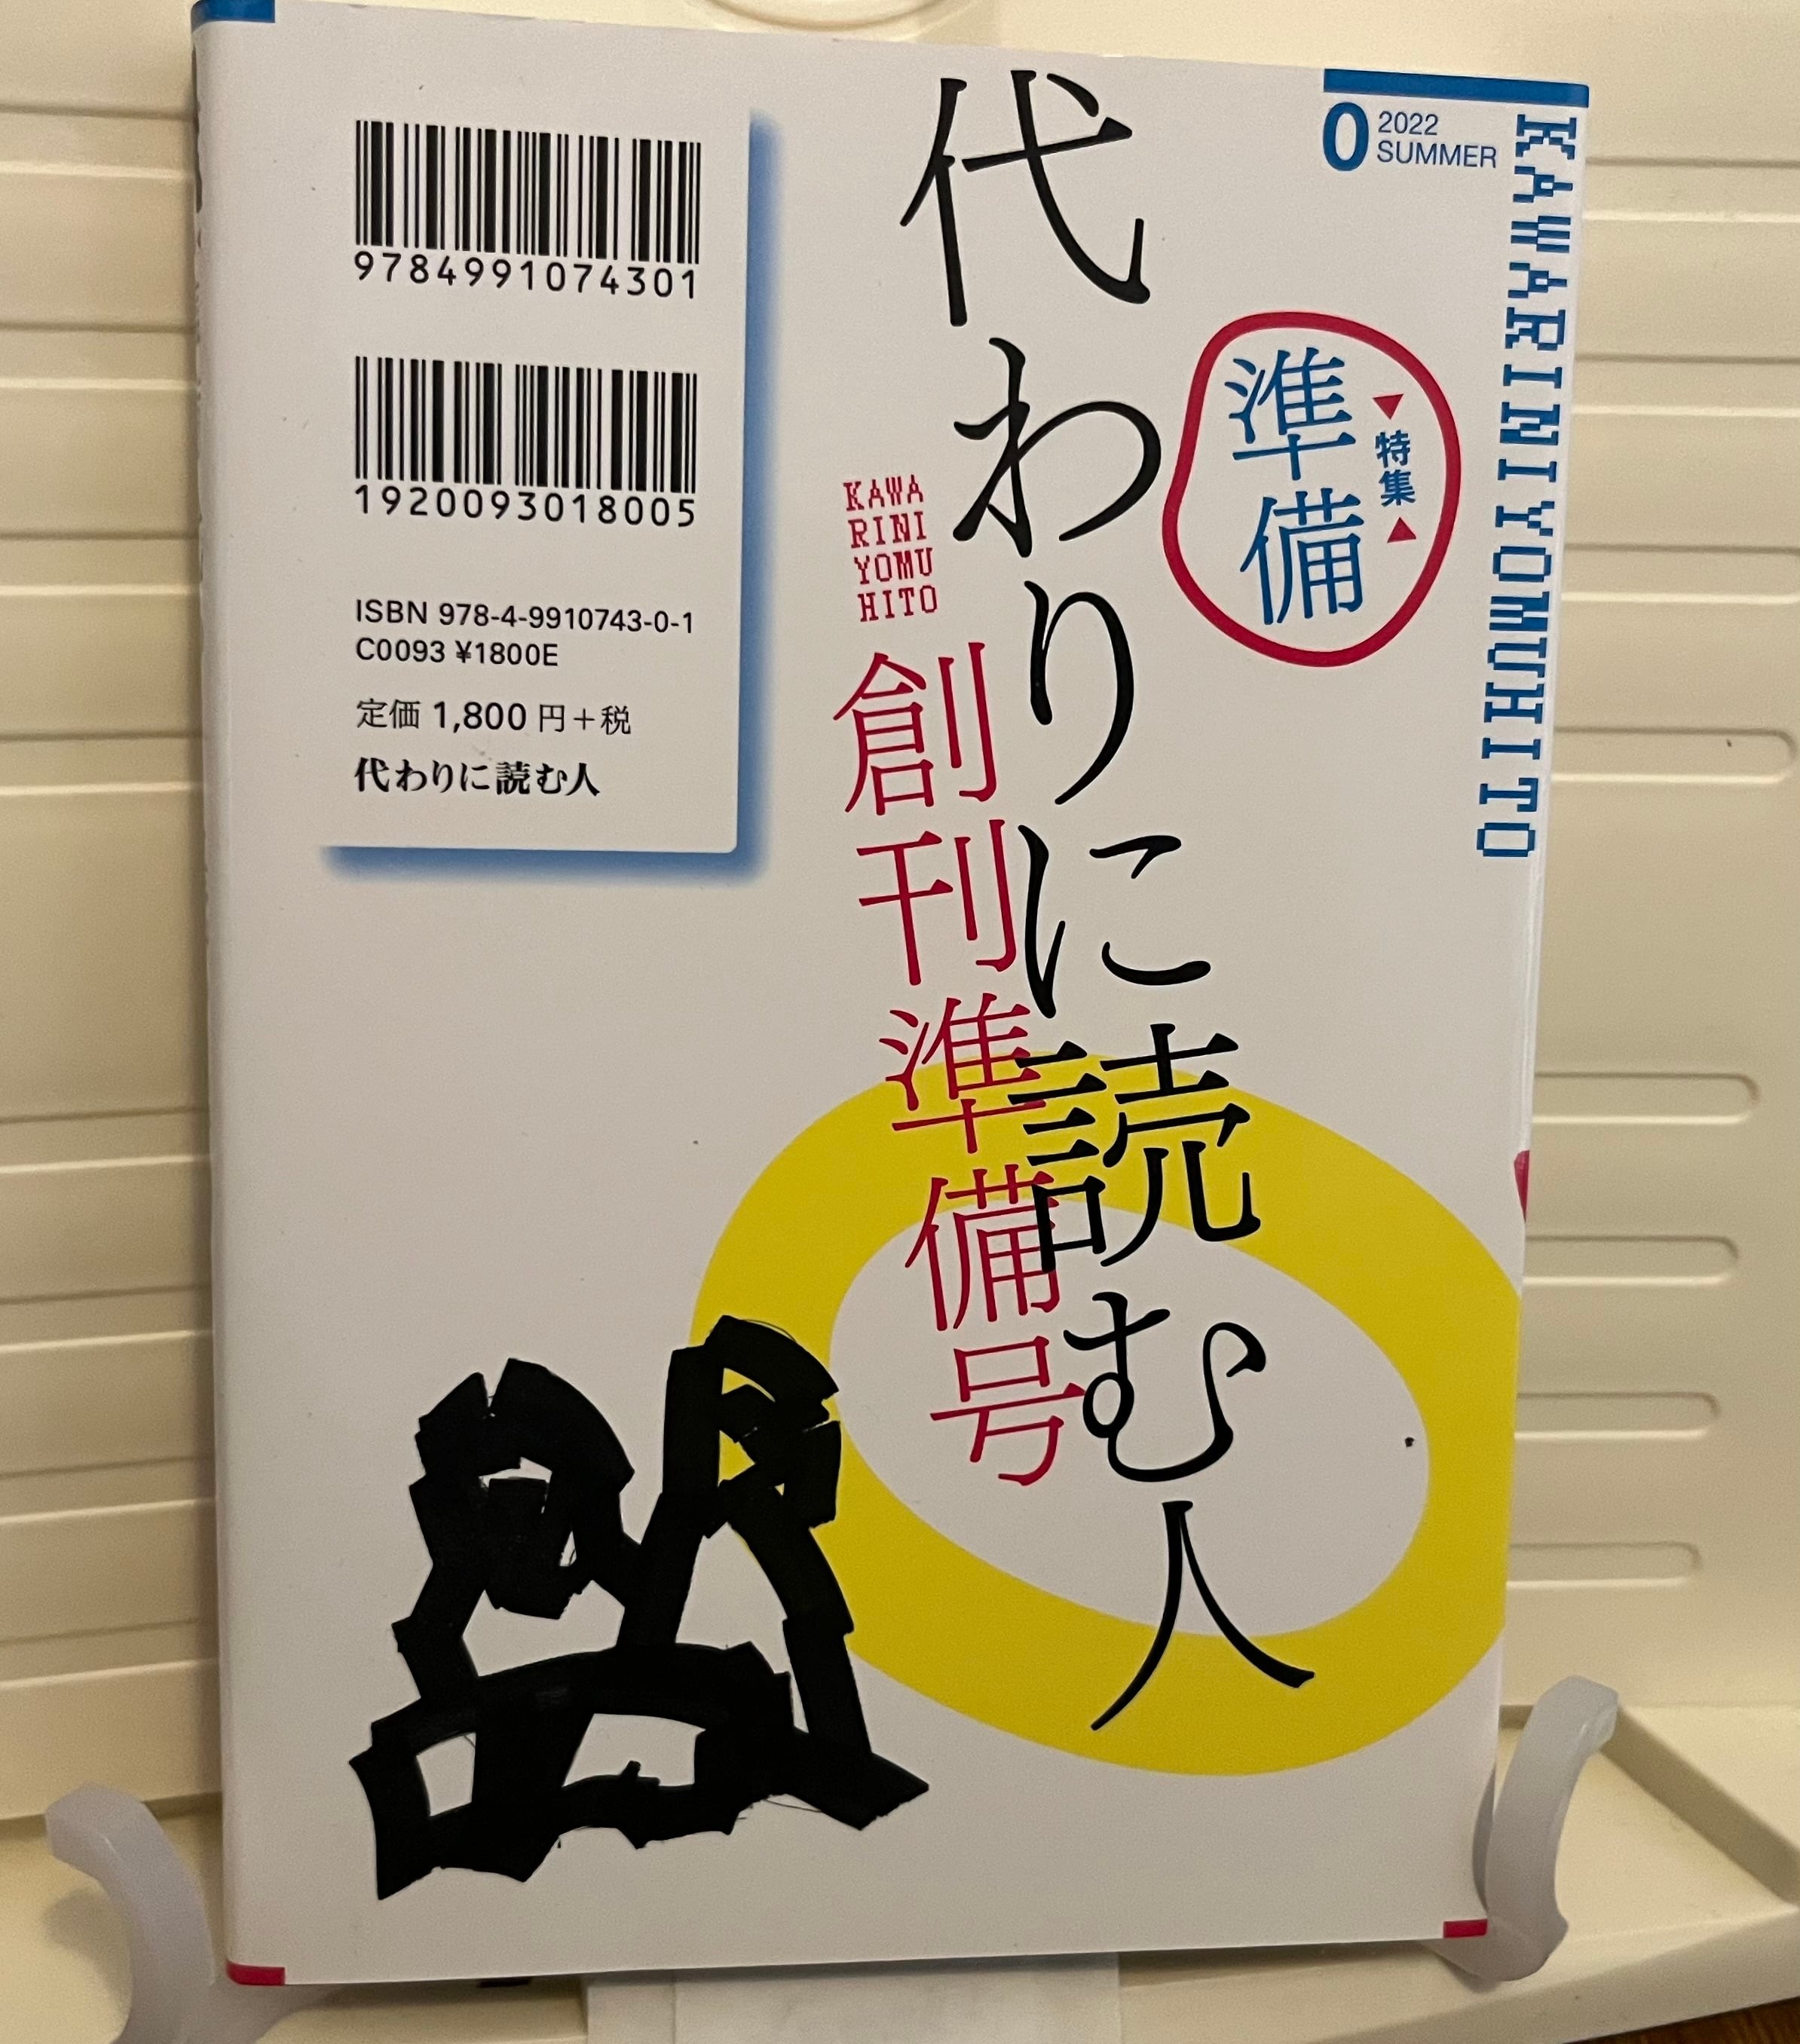 0
2022
SUMMER
KAWARINIYOMUHITO
▼特集▲
準備
代わりに読む人
KAWA
RINI
YOMU
HITO
創刊準備号
9784991074301
1920093018005
ISBN 978-4-9910743-0-1
C0093 ¥1800E
定価 1,800 円＋税
代わりに読む人